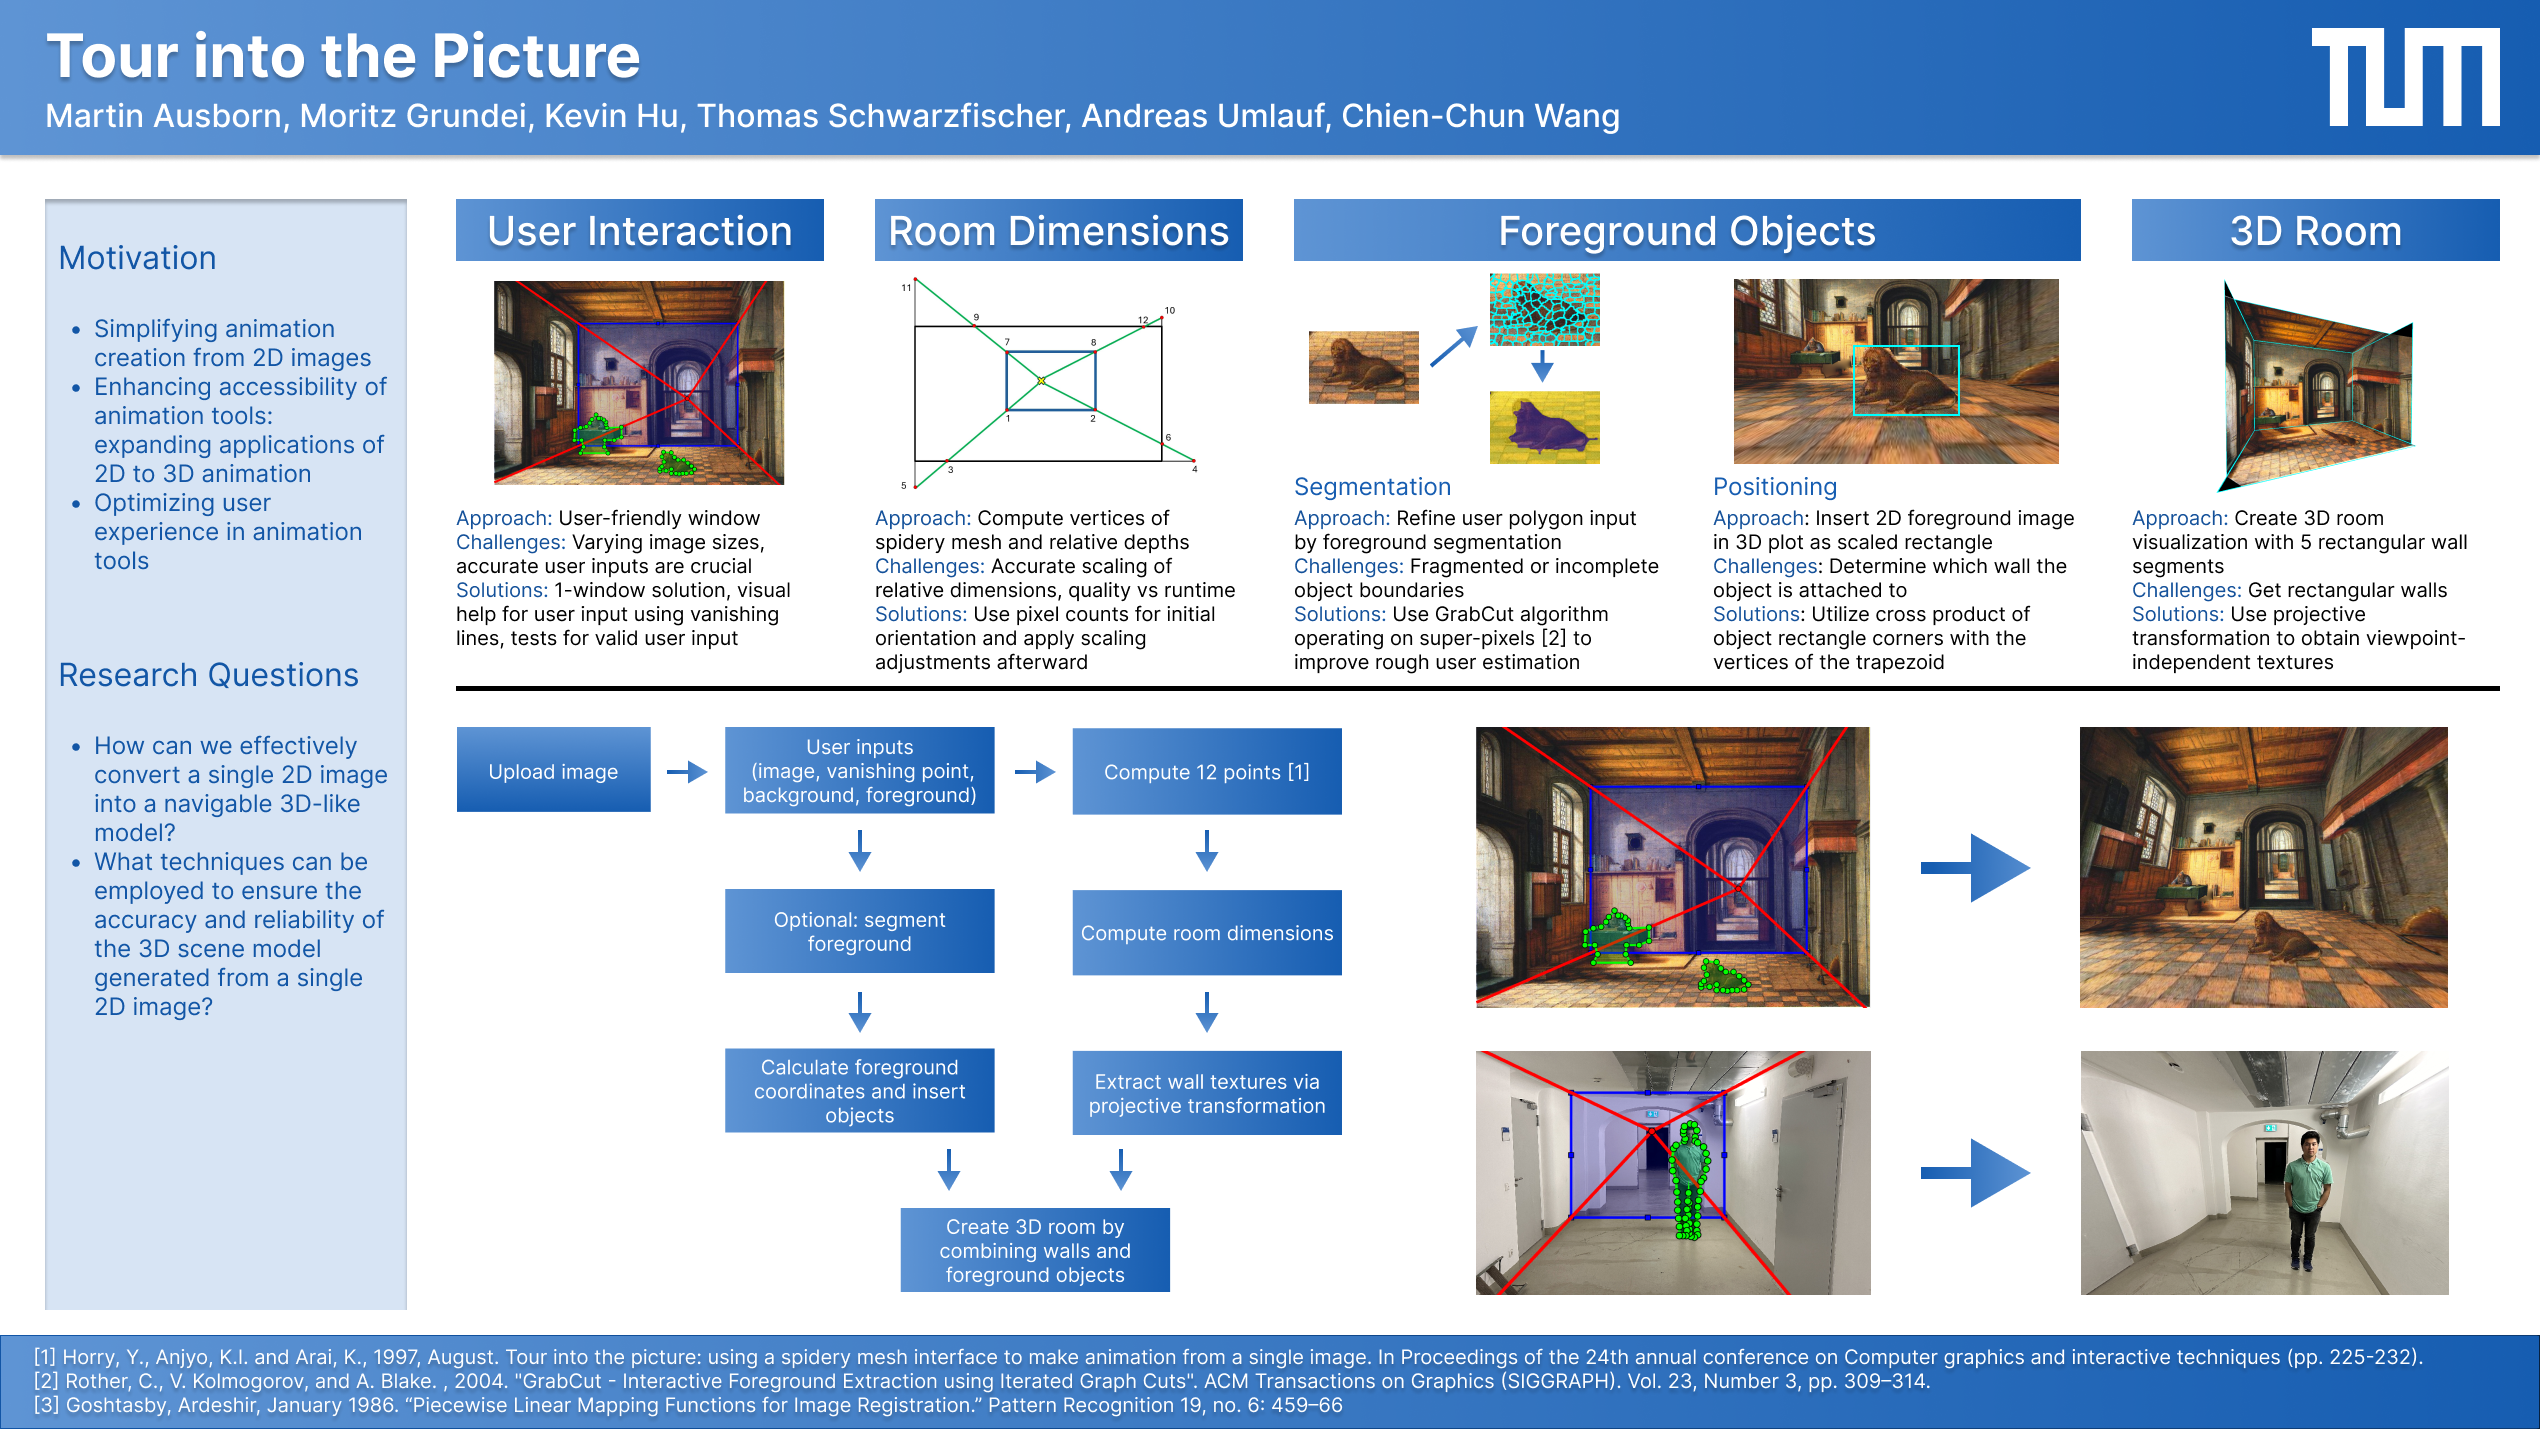 Tour into the Picture
Martin Ausborn, Moritz Grundei, Kevin Hu, Thomas Schwarzfischer, Andreas Umlauf, Chien-Chun Wang
TUM
Motivation
• Simplifying animation
creation from 2D images
• Enhancing accessibility of
animation tools:
expanding applications of
2D to 3D animation
• Optimizing user
experience in animation
tools
Research Questions
• How can we effectively
convert a single 2D image
into a navigable 3D-like
model?
• What techniques can be
employed to ensure the
accuracy and reliability of
the 3D scene model
generated from a single
2D image?
User Interaction
Approach: User-friendly window
Challenges: Varying image sizes,
accurate user inputs are crucial
Solutions: 1-window solution, visual
help for user input using vanishing
lines, tests for valid user input
Room Dimensions
11
9
12
10
7
8
1
2
6
3
4
5
Approach: Compute vertices of
spidery mesh and relative depths
Challenges: Accurate scaling of
relative dimensions, quality vs runtime
Solutions: Use pixel counts for initial
orientation and apply scaling
adjustments afterward
Foreground Objects
Segmentation
Approach: Refine user polygon input
by foreground segmentation
Challenges: Fragmented or incomplete
object boundaries
Solutions: Use GrabCut algorithm
operating on super-pixels [2] to
improve rough user estimation
Positioning
Approach: Insert 2D foreground image
in 3D plot as scaled rectangle
Challenges: Determine which wall the
object is attached to
Solutions: Utilize cross product of
object rectangle corners with the
vertices of the trapezoid
3D Room
Approach: Create 3D room
visualization with 5 rectangular wall
segments
Challenges: Get rectangular walls
Solutions: Use projective
transformation to obtain viewpoint-
independent textures
Upload image
User inputs
(image, vanishing point,
background, foreground)
Compute 12 points [1]
Optional: segment
foreground
Compute room dimensions
Calculate foreground
coordinates and insert
objects
Extract wall textures via
projective transformation
Create 3D room by
combining walls and
foreground objects
[1] Horry, Y., Anjyo, K.I. and Arai, K., 1997, August. Tour into the picture: using a spidery mesh interface to make animation from a single image. In Proceedings of the 24th annual conference on Computer graphics and interactive techniques (pp. 225-232).
[2] Rother, C., V. Kolmogorov, and A. Blake. , 2004. "GrabCut - Interactive Foreground Extraction using Iterated Graph Cuts". ACM Transactions on Graphics (SIGGRAPH). Vol. 23, Number 3, pp. 309–314.
[3] Goshtasby, Ardeshir, January 1986. “Piecewise Linear Mapping Functions for Image Registration.” Pattern Recognition 19, no. 6: 459–66